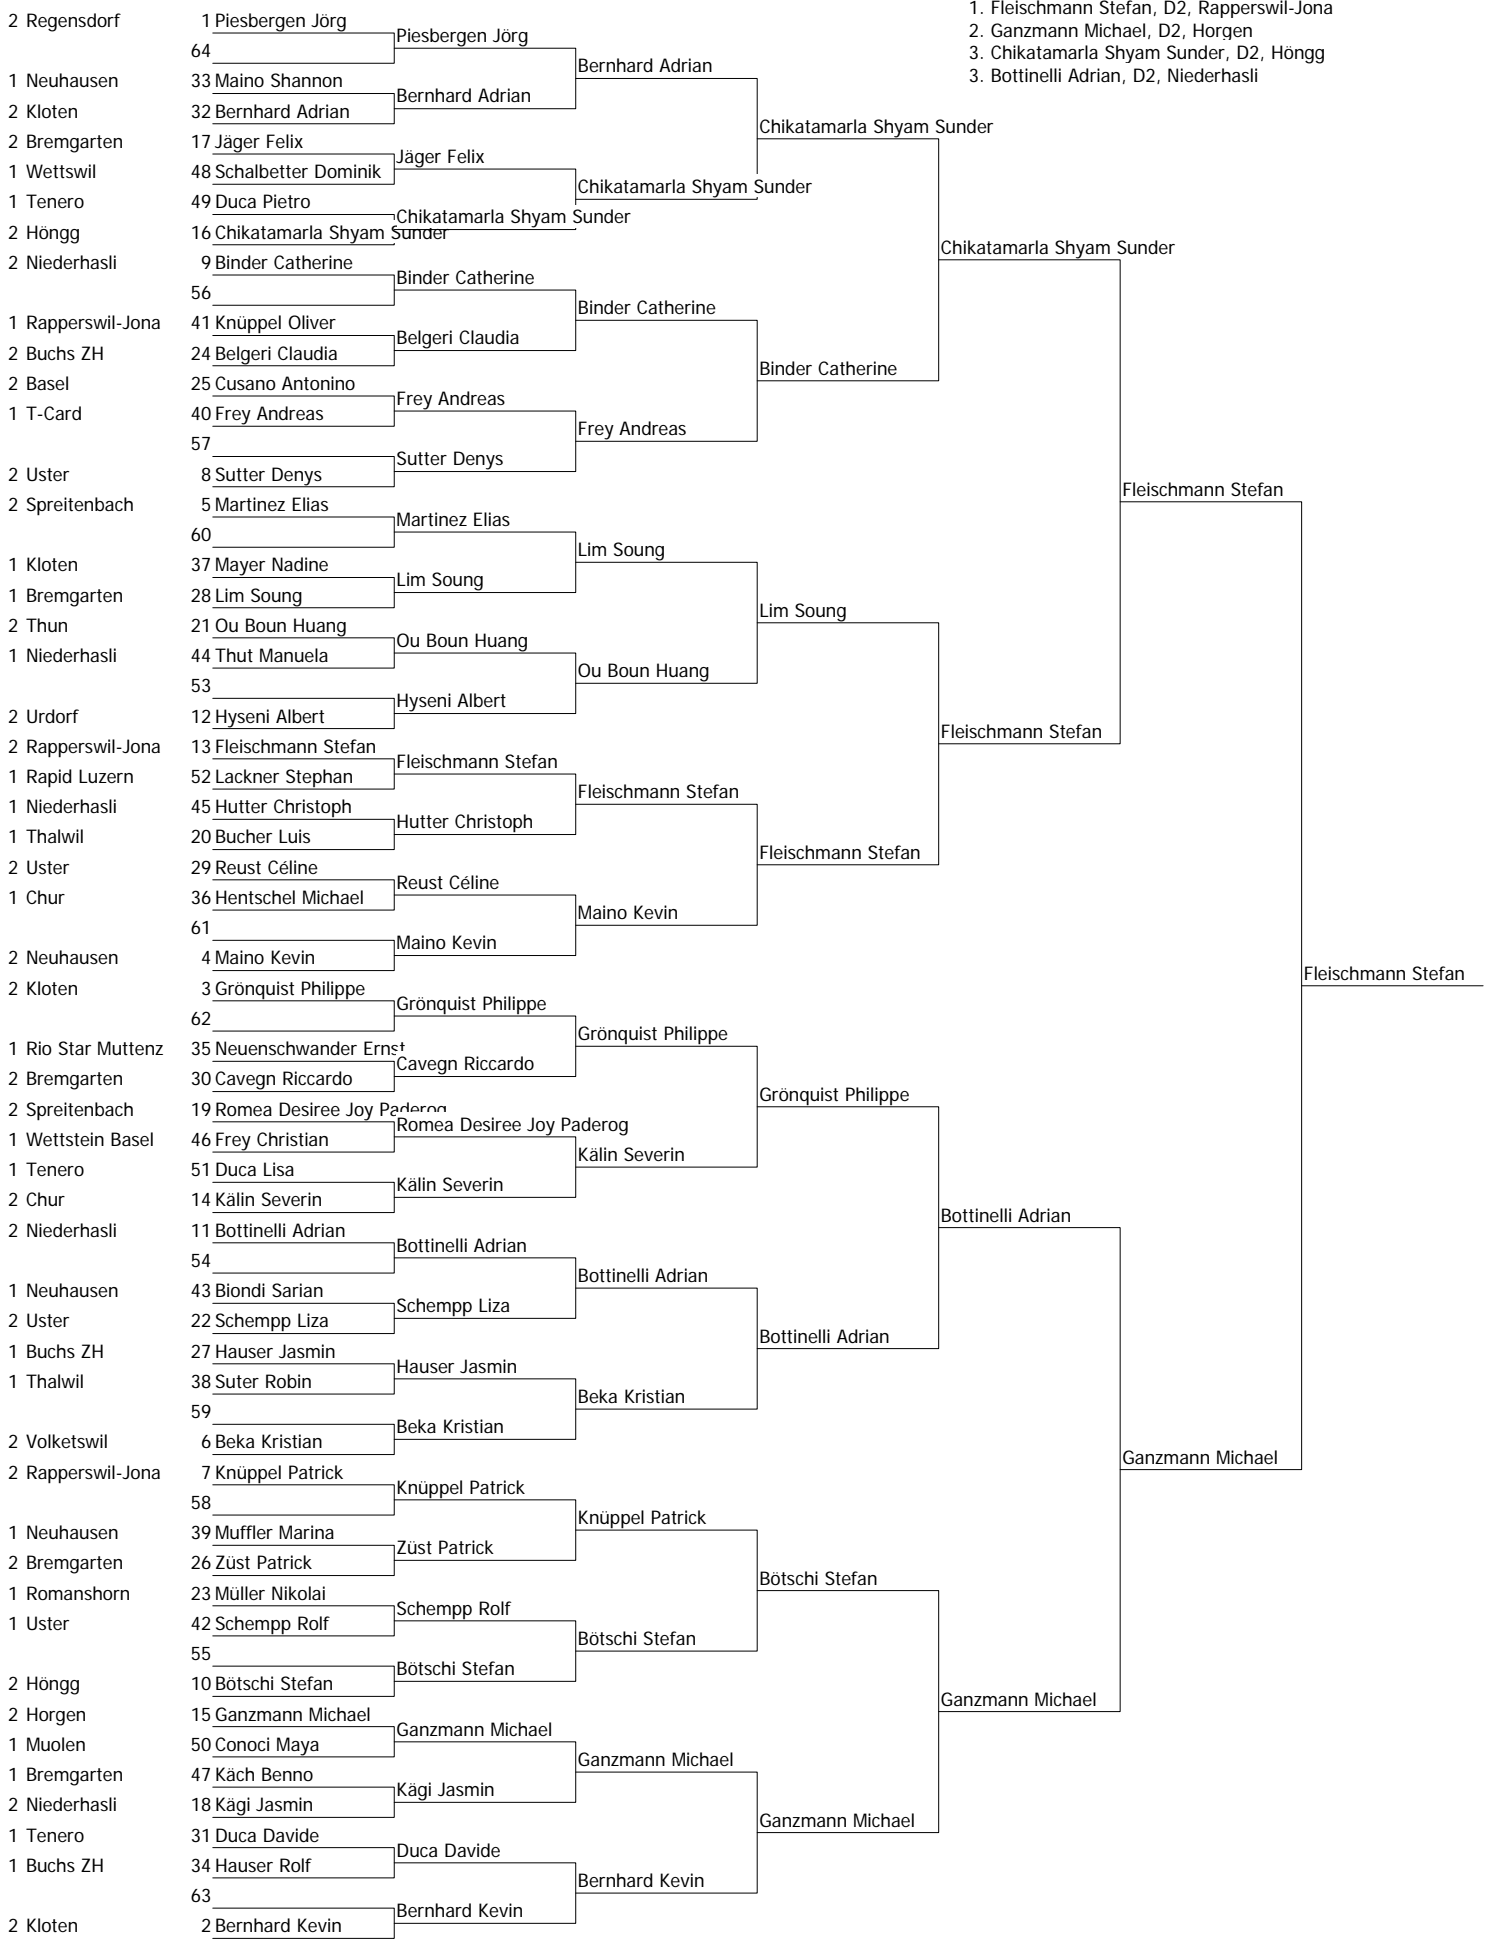 1. Fleischmann Stefan, D2, Rapperswil-Jona
2. Ganzmann Michael, D2, Horgen
3. Chikatamarla Shyam Sunder, D2, Höngg
3. Bottinelli Adrian, D2, Niederhasli
2 Regensdorf 1 Piesbergen Jörg
Piesbergen Jörg
64
Bernhard Adrian
1 Neuhausen 33 Maino Shannon
Bernhard Adrian
2 Kloten 32 Bernhard Adrian
Chikatamarla Shyam Sunder
2 Bremgarten 17 Jäger Felix
Jäger Felix
1 Wettswil 48 Schalbetter Dominik
Chikatamarla Shyam Sunder
1 Tenero 49 Duca Pietro
Chikatamarla Shyam Sunder
2 Höngg 16 Chikatamarla Shyam Sunder
Chikatamarla Shyam Sunder
2 Niederhasli 9 Binder Catherine
Binder Catherine
56
Binder Catherine
1 Rapperswil-Jona 41 Knüppel Oliver
Belgeri Claudia
2 Buchs ZH 24 Belgeri Claudia
Binder Catherine
2 Basel 25 Cusano Antonino
Frey Andreas
1 T-Card 40 Frey Andreas
Frey Andreas
57
Sutter Denys
2 Uster 8 Sutter Denys
Fleischmann Stefan
2 Spreitenbach 5 Martinez Elias
Martinez Elias
60
Lim Soung
1 Kloten 37 Mayer Nadine
Lim Soung
1 Bremgarten 28 Lim Soung
Lim Soung
2 Thun 21 Ou Boun Huang
Ou Boun Huang
1 Niederhasli 44 Thut Manuela
Ou Boun Huang
53
Hyseni Albert
2 Urdorf 12 Hyseni Albert
Fleischmann Stefan
2 Rapperswil-Jona 13 Fleischmann Stefan
Fleischmann Stefan
1 Rapid Luzern 52 Lackner Stephan
Fleischmann Stefan
1 Niederhasli 45 Hutter Christoph
Hutter Christoph
1 Thalwil 20 Bucher Luis
Fleischmann Stefan
2 Uster 29 Reust Céline
Reust Céline
1 Chur 36 Hentschel Michael
Maino Kevin
61
Maino Kevin
2 Neuhausen 4 Maino Kevin
Fleischmann Stefan
2 Kloten 3 Grönquist Philippe
Grönquist Philippe
62
Grönquist Philippe
1 Rio Star Muttenz 35 Neuenschwander Ernst
Cavegn Riccardo
2 Bremgarten 30 Cavegn Riccardo
Grönquist Philippe
2 Spreitenbach 19 Romea Desiree Joy Paderog
Romea Desiree Joy Paderog
1 Wettstein Basel 46 Frey Christian
Kälin Severin
1 Tenero 51 Duca Lisa
Kälin Severin
2 Chur 14 Kälin Severin
Bottinelli Adrian
2 Niederhasli 11 Bottinelli Adrian
Bottinelli Adrian
54
Bottinelli Adrian
1 Neuhausen 43 Biondi Sarian
Schempp Liza
2 Uster 22 Schempp Liza
Bottinelli Adrian
1 Buchs ZH 27 Hauser Jasmin
Hauser Jasmin
1 Thalwil 38 Suter Robin
Beka Kristian
59
Beka Kristian
2 Volketswil 6 Beka Kristian
Ganzmann Michael
2 Rapperswil-Jona 7 Knüppel Patrick
Knüppel Patrick
58
Knüppel Patrick
1 Neuhausen 39 Muffler Marina
Züst Patrick
2 Bremgarten 26 Züst Patrick
Bötschi Stefan
1 Romanshorn 23 Müller Nikolai
Schempp Rolf
1 Uster 42 Schempp Rolf
Bötschi Stefan
55
Bötschi Stefan
2 Höngg 10 Bötschi Stefan
Ganzmann Michael
2 Horgen 15 Ganzmann Michael
Ganzmann Michael
1 Muolen 50 Conoci Maya
Ganzmann Michael
1 Bremgarten 47 Käch Benno
Kägi Jasmin
2 Niederhasli 18 Kägi Jasmin
Ganzmann Michael
1 Tenero 31 Duca Davide
Duca Davide
1 Buchs ZH 34 Hauser Rolf
Bernhard Kevin
63
Bernhard Kevin
2 Kloten 2 Bernhard Kevin